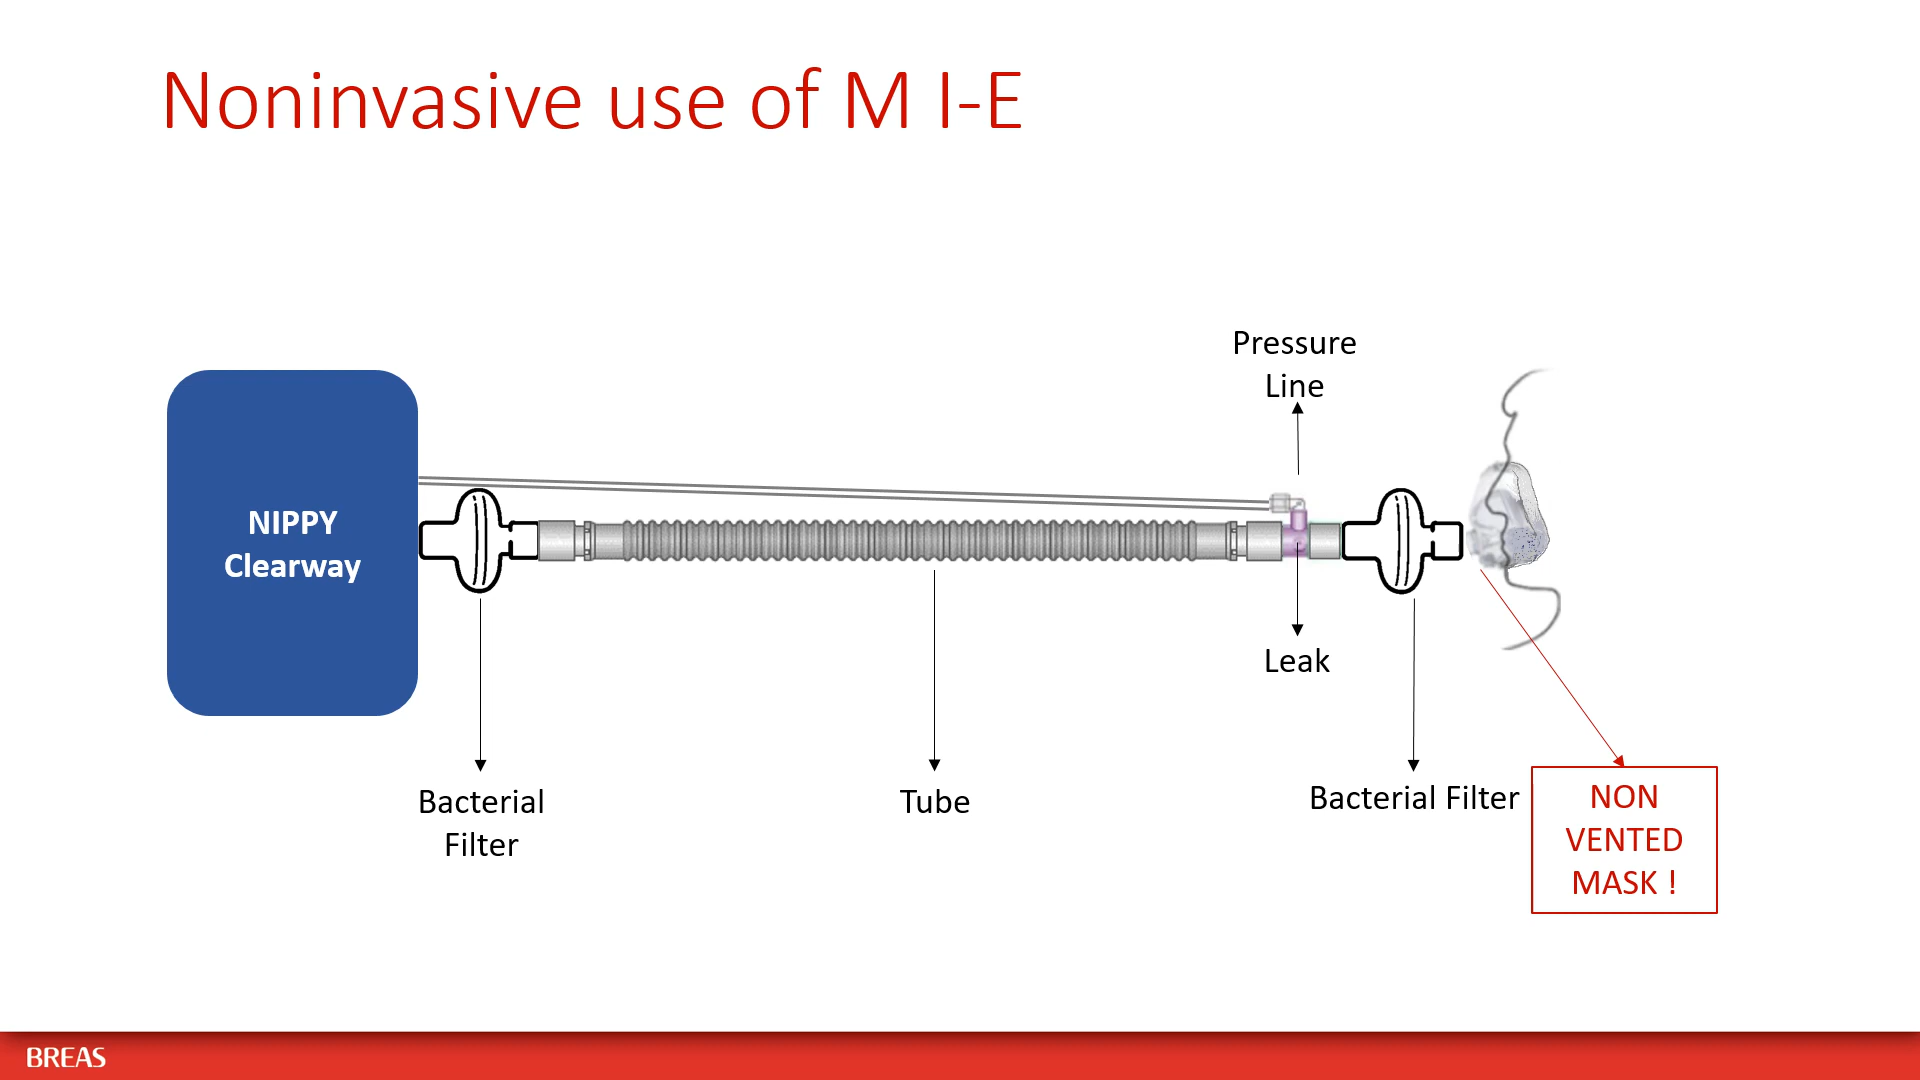 Noninvasive use of M I-E
Pressure
Line
NIPPY
Clearway
Leak
Bacterial
Filter
Tube
Bacterial Filter
NON
VENTED
MASK !
BREAS